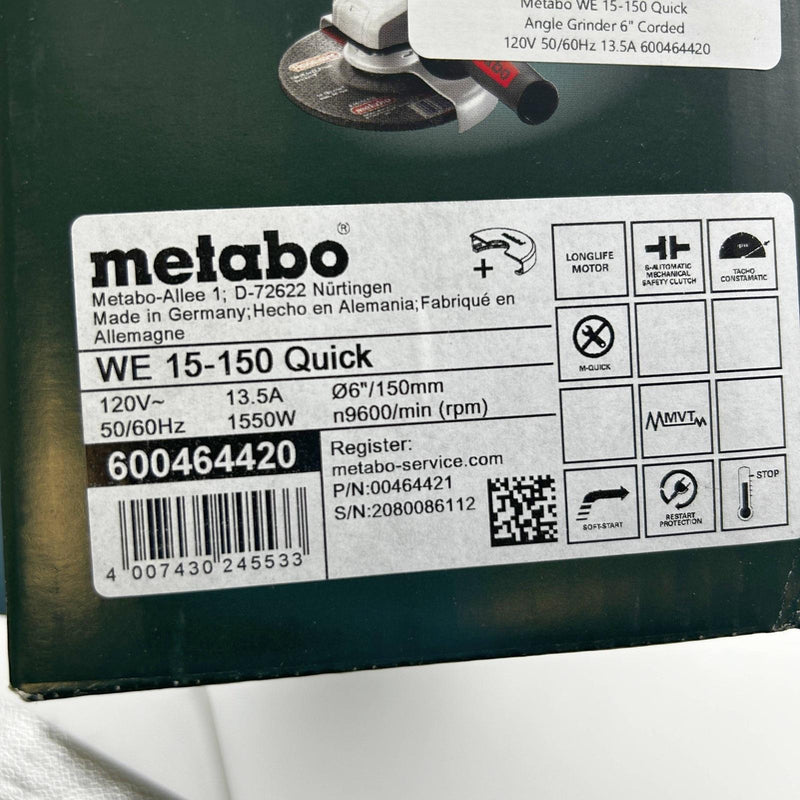 Metabo WE 15-150 Quick
Angle Grinder 6" Corded
120V 50/60Hz 13.5A 600464420
metabo®
Metabo-Allee 1; D-72622 Nürtingen
Made in Germany;Hecho en Alemania;Fabriqué en
Allemagne
WE 15-150 Quick
120V~ 13.5A Ø6"/150mm
50/60Hz 1550W n9600/min (rpm)
600464420
Register:
metabo-service.com
P/N:00464421
S/N:2080086112
4 007430 245533
+
LONGLIFE
MOTOR
S-AUTOMATIC
MECHANICAL
SAFETY CLUTCH
TACHO
CONSTAMATIC
M-QUICK
MVT
SOFT-START
RESTART
PROTECTION
STOP